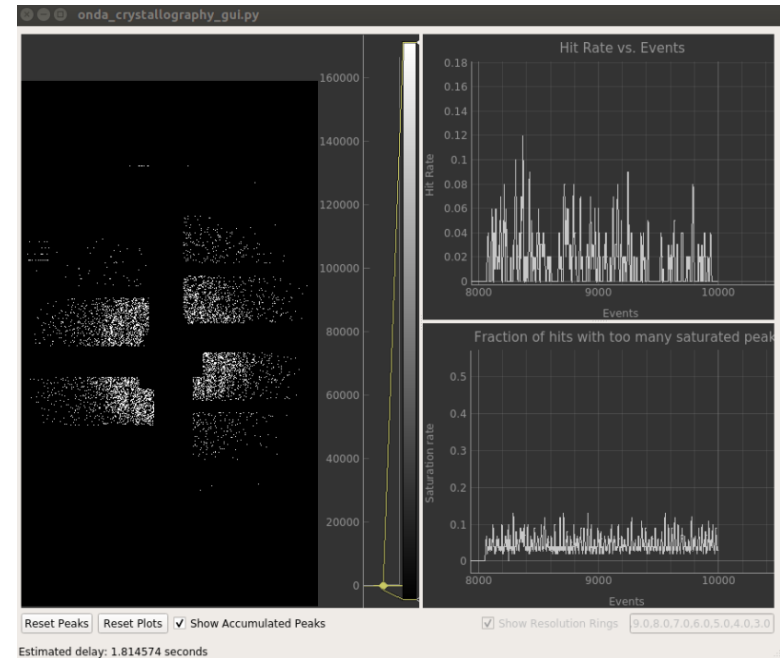 onda_crystallography_gui.py
160000
140000
120000
100000
80000
60000
40000
20000
0
Hit Rate vs. Events
0.18
0.16
0.14
0.12
0.1
0.08
0.06
0.04
0.02
0
Hit Rate
8000 9000 10000
Events
Fraction of hits with too many saturated peak
0.5
0.4
0.3
0.2
0.1
0
Saturation rate
8000 9000 10000
Events
Reset Peaks Reset Plots Show Accumulated Peaks Show Resolution Rings .9.0,8.0,7.0,6.0,5.0,4.0,3.0
Estimated delay: 1.814574 seconds